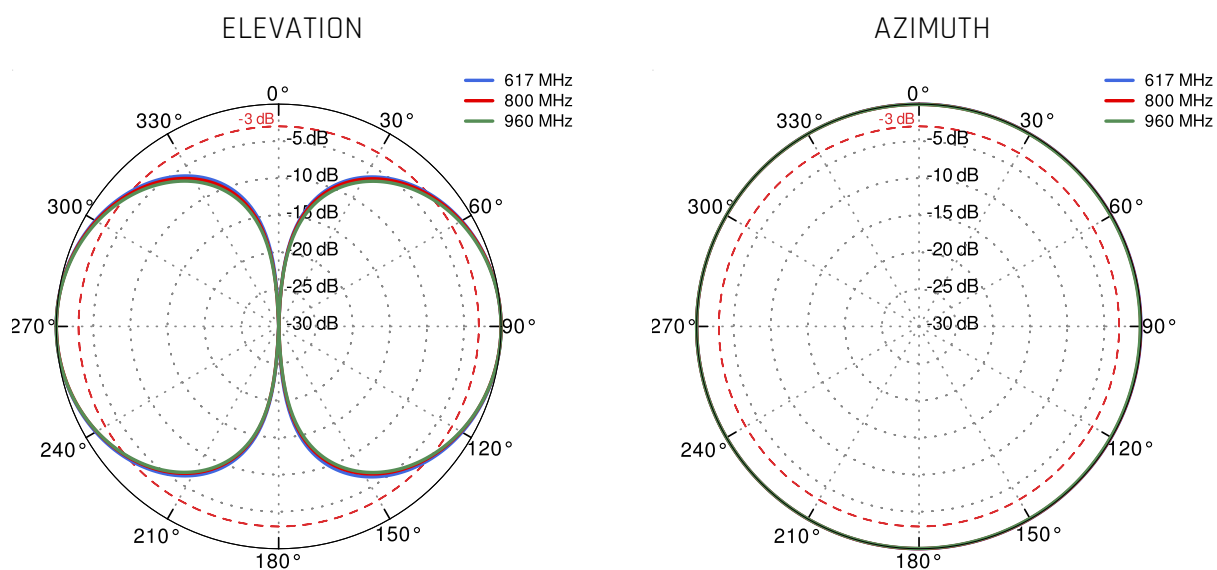 ELEVATION
617 MHz
800 MHz
960 MHz
0°
30°
60°
90°
120°
150°
180°
210°
240°
270°
300°
330°
-3 dB
-5 dB
-10 dB
-15 dB
-20 dB
-25 dB
-30 dB
AZIMUTH
617 MHz
800 MHz
960 MHz
0°
30°
60°
90°
120°
150°
180°
210°
240°
270°
300°
330°
-3 dB
-5 dB
-10 dB
-15 dB
-20 dB
-25 dB
-30 dB